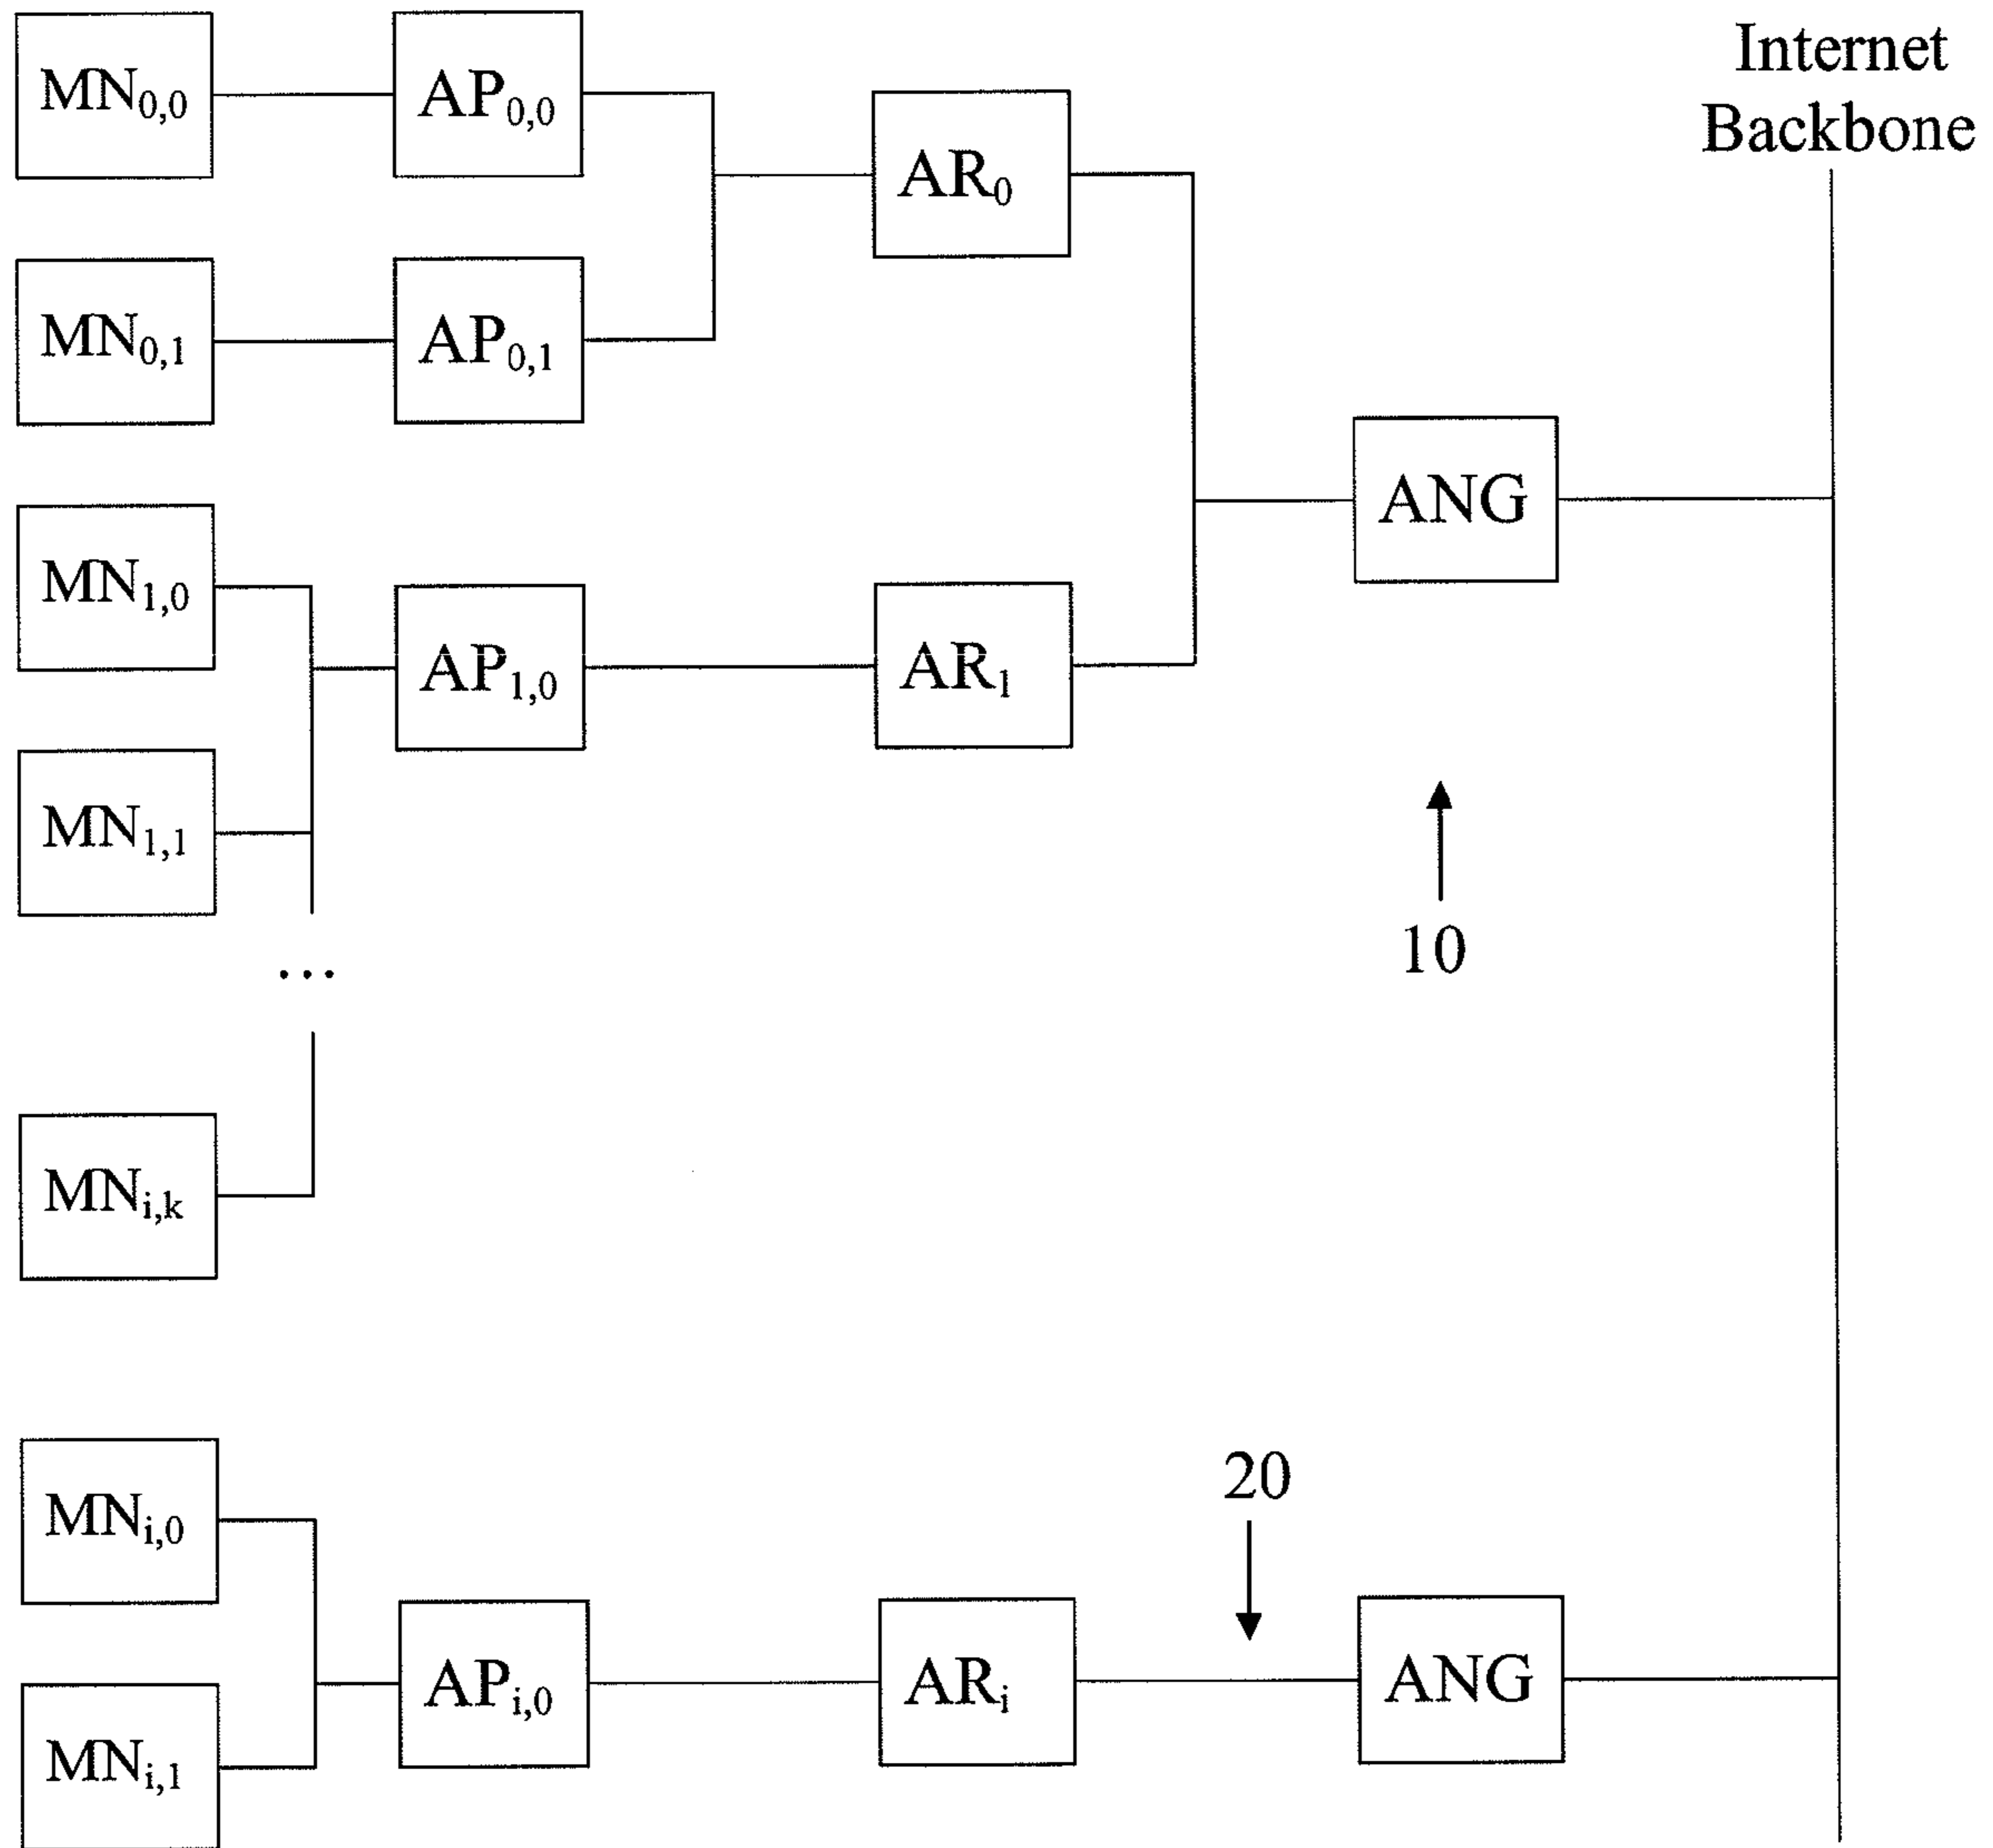 Internet
Backbone
MN0,0
AP0,0
AR0
MN0,1
AP0,1
ANG
MN1,0
AP1,0
AR1
MN1,1
10
...
MNi,k
20
MNi,0
APi,0
ARi
ANG
MNi,1